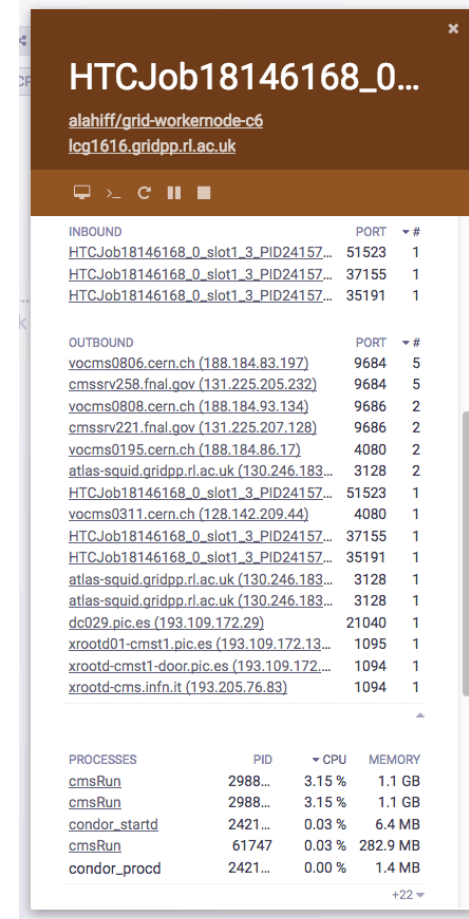 HTCJob18146168_0...
alahiff/grid-workernode-c6
lcg1616.gridpp.rl.ac.uk
INBOUND PORT #
HTCJob18146168_0_slot1_3_PID24157... 51523 1
HTCJob18146168_0_slot1_3_PID24157... 37155 1
HTCJob18146168_0_slot1_3_PID24157... 35191 1
OUTBOUND PORT #
vocms0806.cern.ch (188.184.83.197) 9684 5
cmssrv258.fnal.gov (131.225.205.232) 9684 5
vocms0808.cern.ch (188.184.93.134) 9686 2
cmssrv221.fnal.gov (131.225.207.128) 9686 2
vocms0195.cern.ch (188.184.86.17) 4080 2
atlas-squid.gridpp.rl.ac.uk (130.246.183... 3128 2
HTCJob18146168_0_slot1_3_PID24157... 51523 1
vocms0311.cern.ch (128.142.209.44) 4080 1
HTCJob18146168_0_slot1_3_PID24157... 37155 1
HTCJob18146168_0_slot1_3_PID24157... 35191 1
atlas-squid.gridpp.rl.ac.uk (130.246.183... 3128 1
atlas-squid.gridpp.rl.ac.uk (130.246.183... 3128 1
dc029.pic.es (193.109.172.29) 21040 1
xrootd01-cmst1.pic.es (193.109.172.13... 1095 1
xrootd-cmst1-door.pic.es (193.109.172.... 1094 1
xrootd-cms.infn.it (193.205.76.83) 1094 1
PROCESSES PID CPU MEMORY
cmsRun 2988... 3.15 % 1.1 GB
cmsRun 2988... 3.15 % 1.1 GB
condor_startd 2421... 0.03 % 6.4 MB
cmsRun 61747 0.03 % 282.9 MB
condor_procd 2421... 0.00 % 1.4 MB
+22